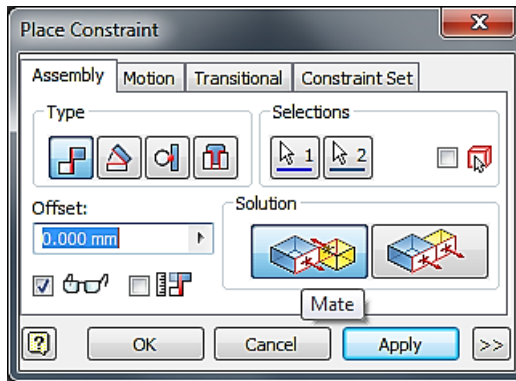 Place Constraint
Assembly Motion Transitional Constraint Set
Type Selections
1 2
Offset: Solution
0.000 mm
Mate
OK Cancel Apply >>